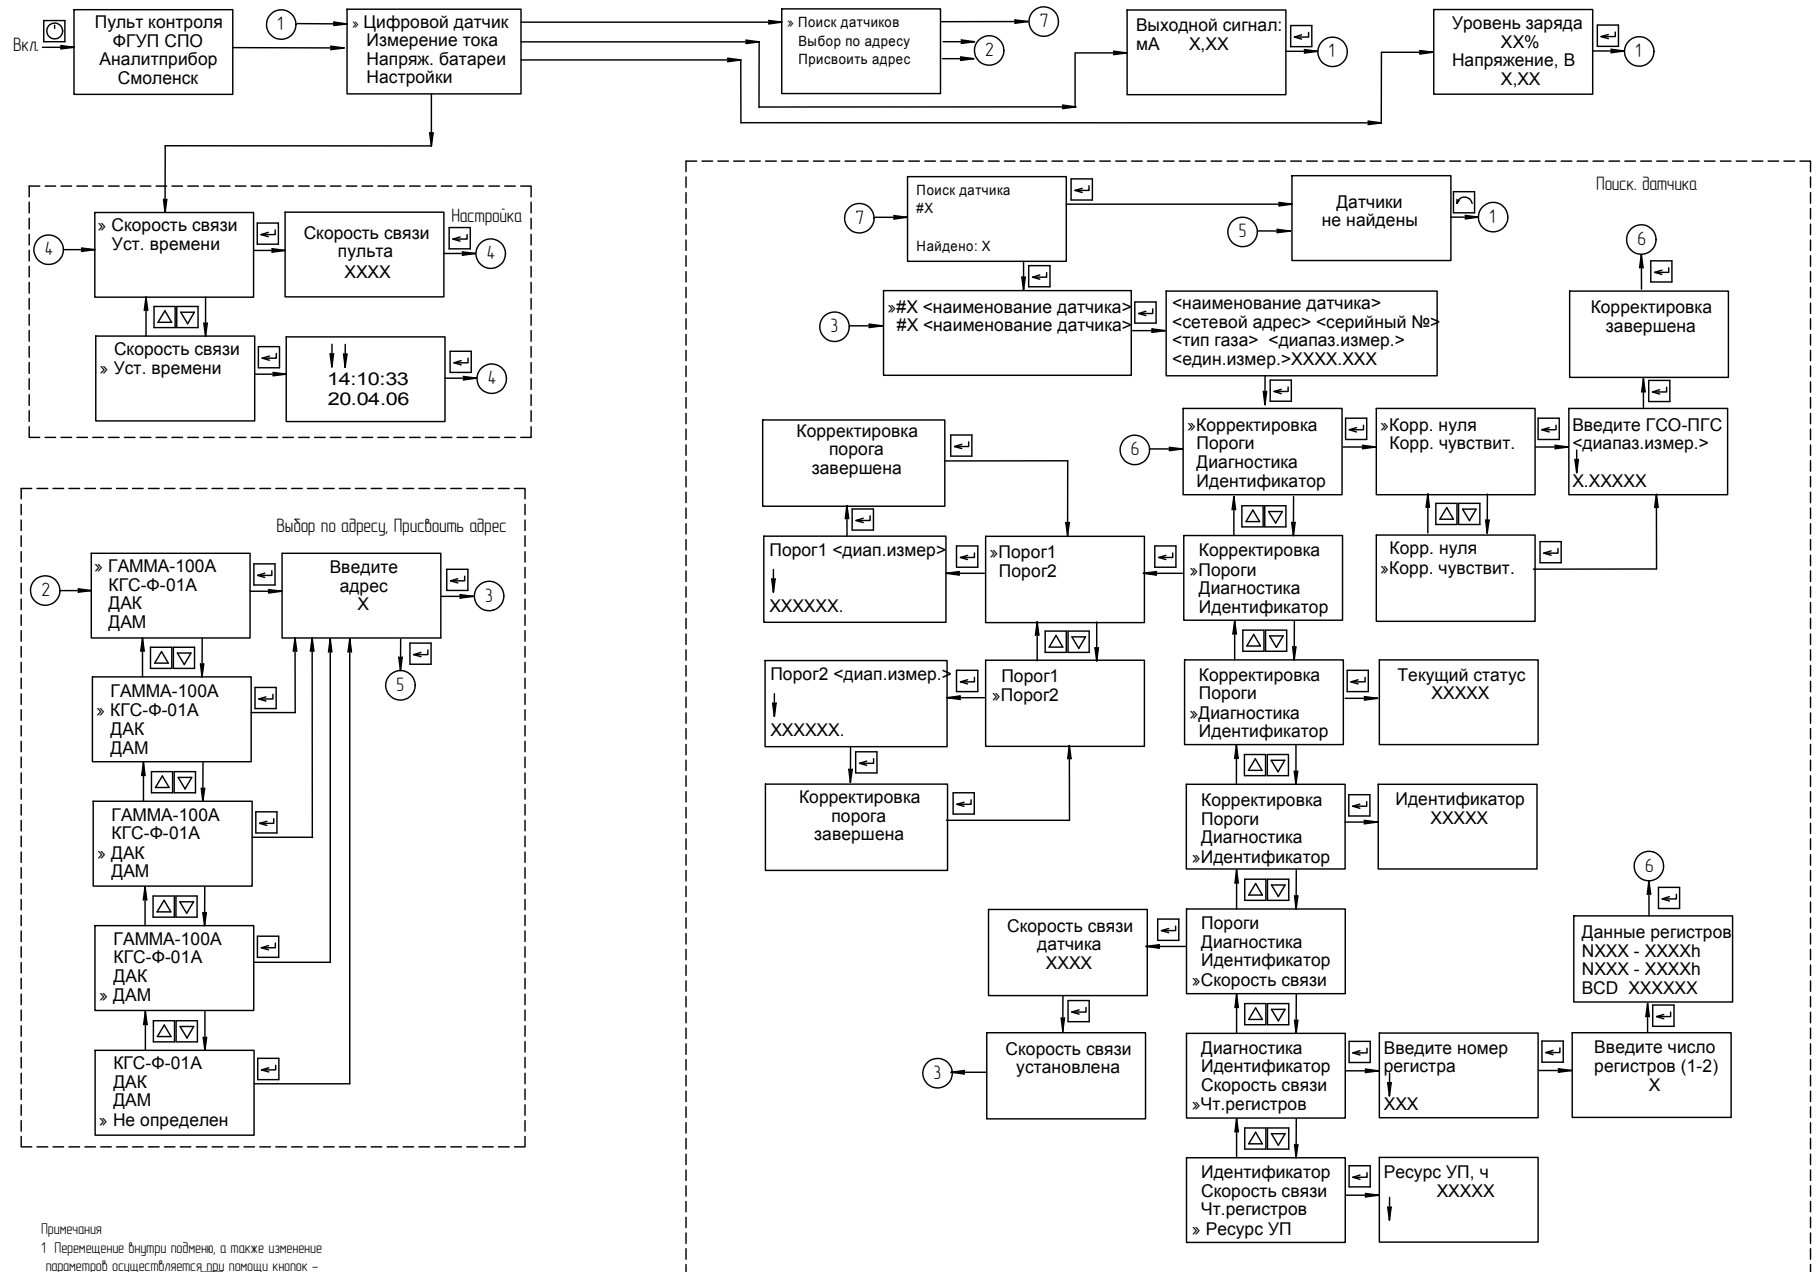 Вкл.
Пульт контроля
ФГУП СПО
Аналитприбор
Смоленск
1
» Цифровой датчик
Измерение тока
Напряж. батареи
Настройки
» Поиск датчиков
Выбор по адресу
Присвоить адрес
7
2
Выходной сигнал:
мА X,XX
1
Уровень заряда
XX%
Напряжение, В
X,XX
1
Настройка
4
» Скорость связи
Уст. времени
Скорость связи
пульта
XXXX
4
Скорость связи
» Уст. времени
14:10:33
20.04.06
4
Выбор по адресу, Присвоить адрес
2
» ГАММА-100А
КГС-Ф-01А
ДАК
ДАМ
Введите
адрес
X
3
5
ГАММА-100А
» КГС-Ф-01А
ДАК
ДАМ
ГАММА-100А
КГС-Ф-01А
» ДАК
ДАМ
ГАММА-100А
КГС-Ф-01А
ДАК
» ДАМ
КГС-Ф-01А
ДАК
ДАМ
» Не определен
Поиск. датчика
7
Поиск датчика
#X
Найдено: X
5
Датчики
не найдены
1
3
»#X <наименование датчика>
#X <наименование датчика>
<наименование датчика>
<сетевой адрес> <серийный №>
<тип газа> <диапаз.измер.>
<един.измер.>XXXX.XXX
6
Корректировка
завершена
6
»Корректировка
Пороги
Диагностика
Идентификатор
»Корр. нуля
Корр. чувствит.
Введите ГСО-ПГС
<диапаз.измер.>
X.XXXXX
Корр. нуля
»Корр. чувствит.
Корректировка
порога
завершена
Порог1 <диап.измер>
XXXXXX.
»Порог1
Порог2
Корректировка
»Пороги
Диагностика
Идентификатор
Порог2 <диап.измер.>
XXXXXX.
Порог1
»Порог2
Корректировка
Пороги
»Диагностика
Идентификатор
Текущий статус
XXXXX
Корректировка
порога
завершена
Корректировка
Пороги
Диагностика
»Идентификатор
Идентификатор
XXXXX
Скорость связи
датчика
XXXX
Пороги
Диагностика
Идентификатор
»Скорость связи
6
Данные регистров
NXXX - XXXXh
NXXX - XXXXh
BCD XXXXXX
3
Скорость связи
установлена
Диагностика
Идентификатор
Скорость связи
»Чт.регистров
Введите номер
регистра
XXX
Введите число
регистров (1-2)
X
Идентификатор
Скорость связи
Чт.регистров
» Ресурс УП
Ресурс УП, ч
XXXXX
Примечания
1 Перемещение внутри подменю, а также изменение
параметров осуществляется при помощи кнопок –